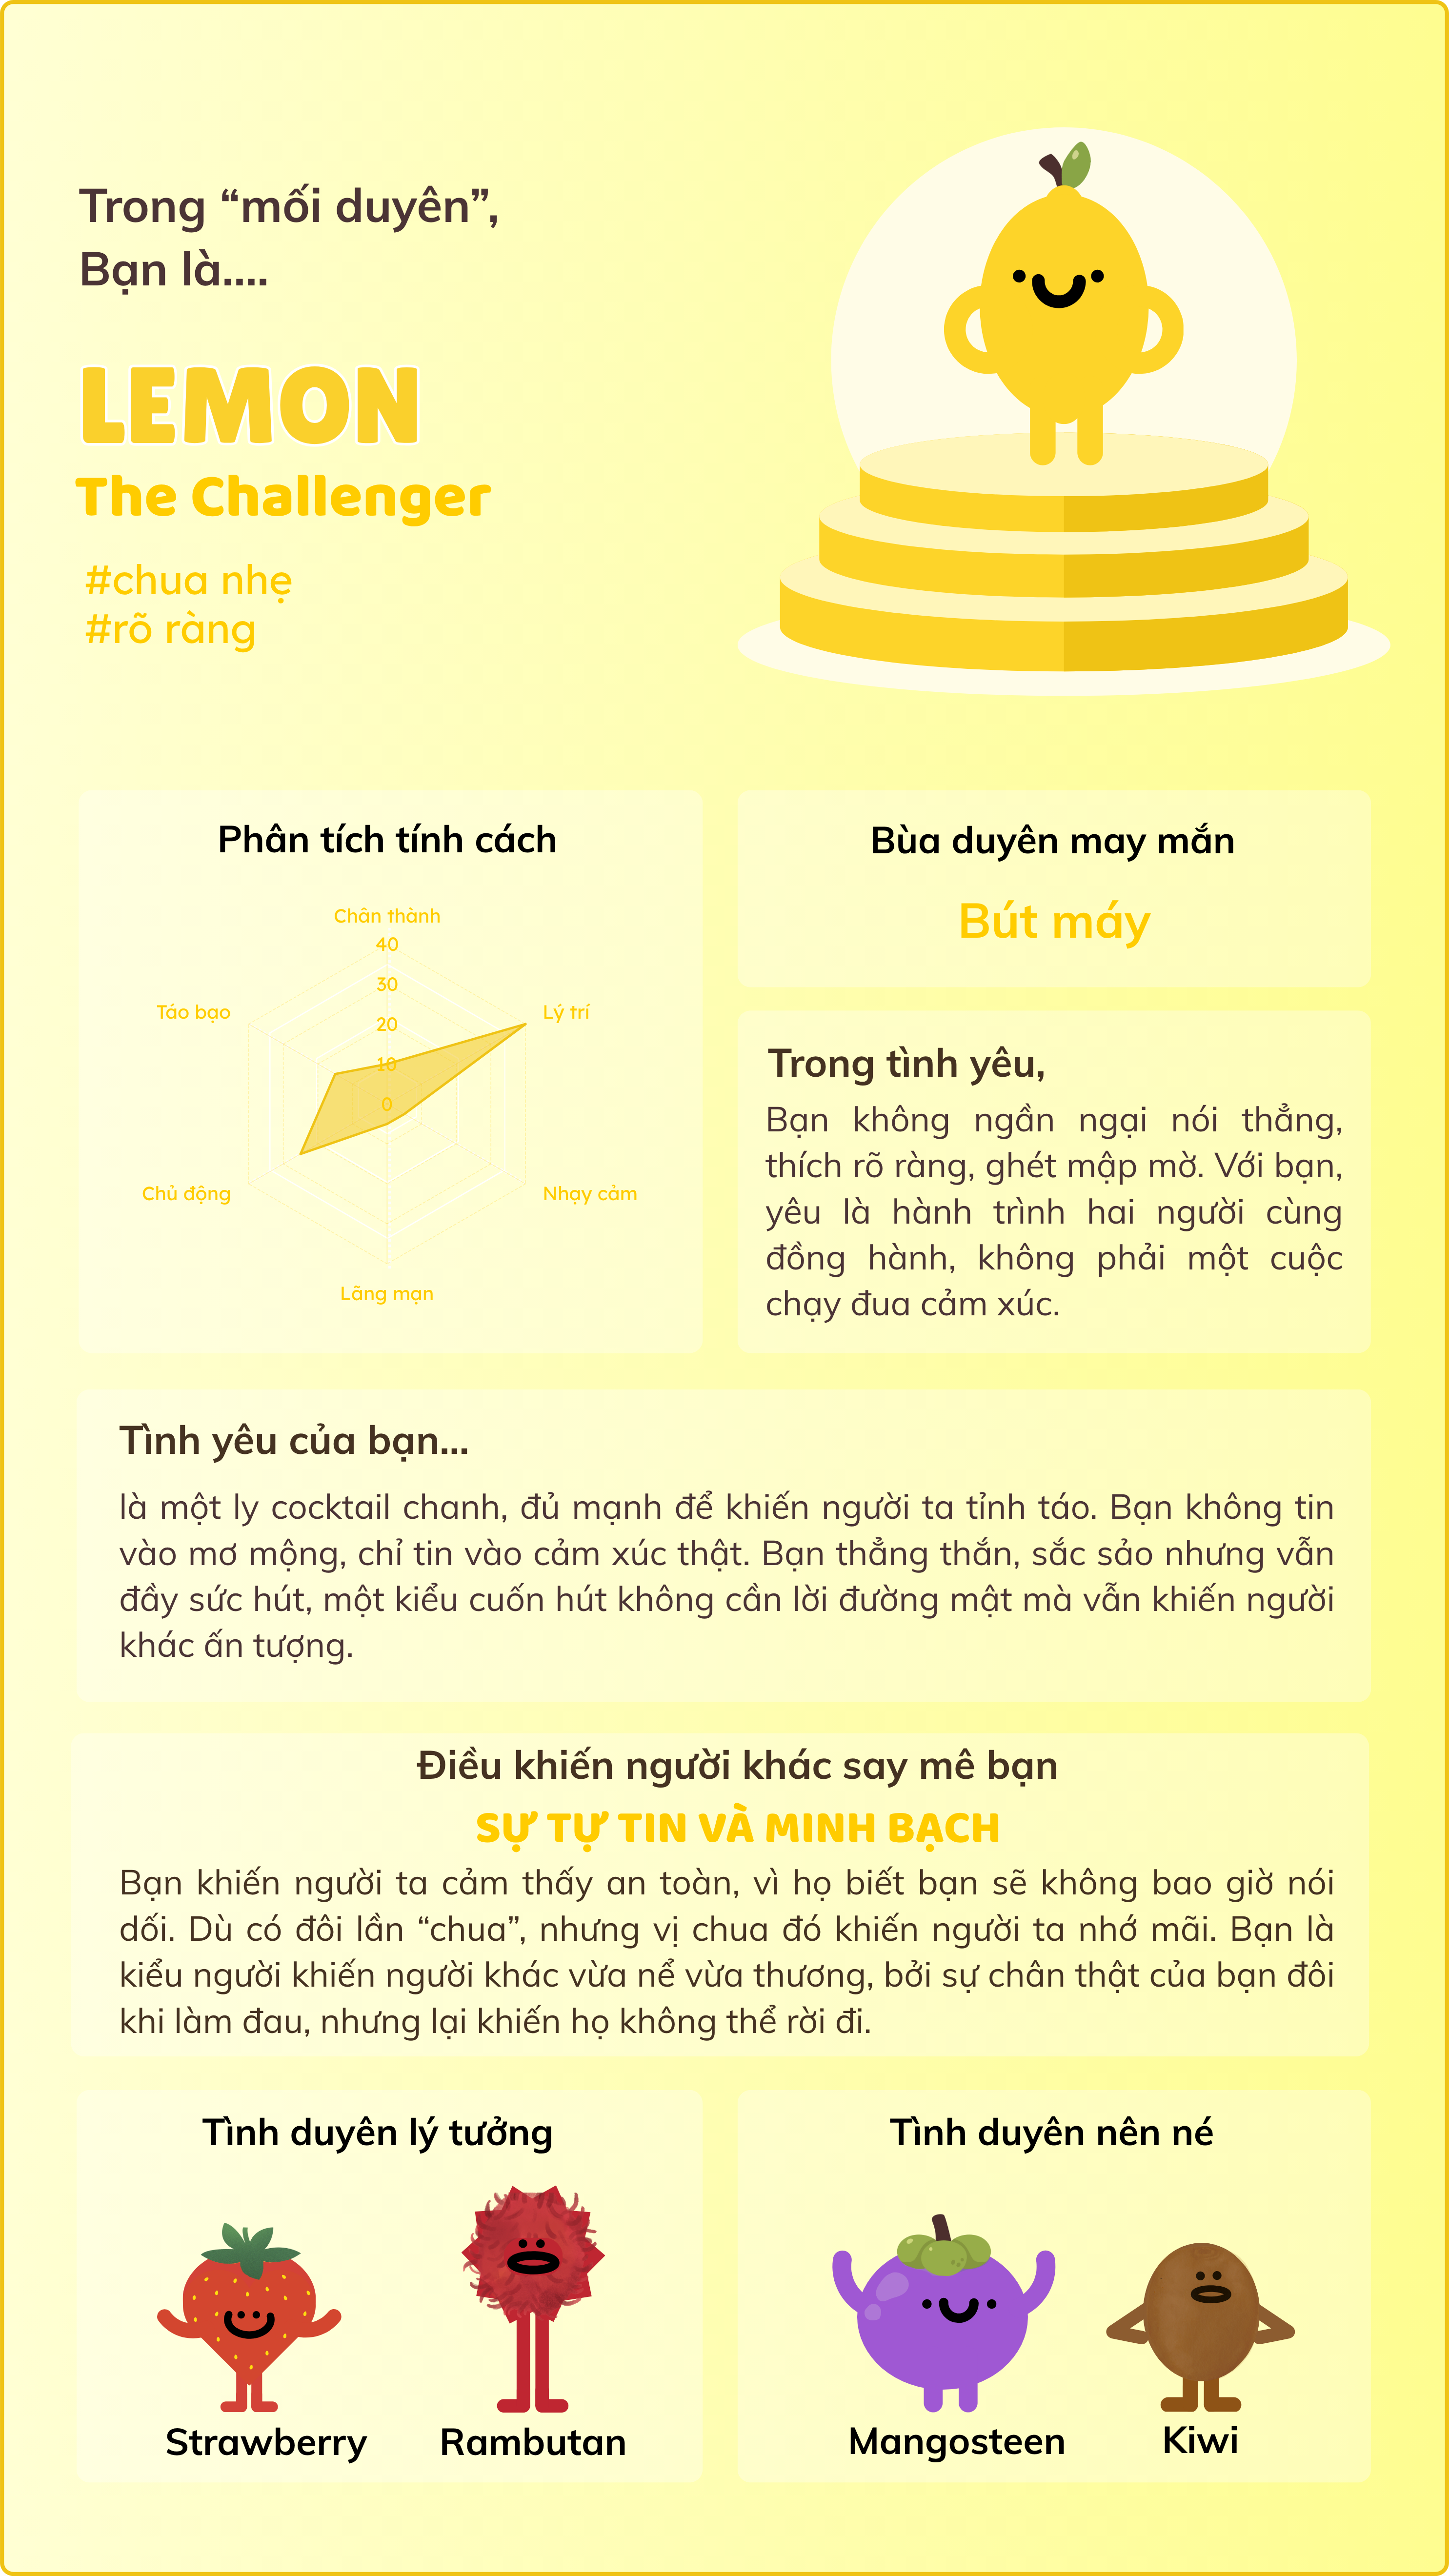 Trong “mối duyên”,
Bạn là....
LEMON
The Challenger
#chua nhẹ
#rõ ràng
Phân tích tính cách
Chân thành
40
30
20
10
0
Táo bạo
Lý trí
Chủ động
Nhạy cảm
Lãng mạn
Bùa duyên may mắn
Bút máy
Trong tình yêu,
Bạn không ngần ngại nói thẳng,
thích rõ ràng, ghét mập mờ. Với bạn,
yêu là hành trình hai người cùng
đồng hành, không phải một cuộc
chạy đua cảm xúc.
Tình yêu của bạn...
là một ly cocktail chanh, đủ mạnh để khiến người ta tỉnh táo. Bạn không tin
vào mơ mộng, chỉ tin vào cảm xúc thật. Bạn thẳng thắn, sắc sảo nhưng vẫn
đầy sức hút, một kiểu cuốn hút không cần lời đường mật mà vẫn khiến người
khác ấn tượng.
Điều khiến người khác say mê bạn
SỰ TỰ TIN VÀ MINH BẠCH
Bạn khiến người ta cảm thấy an toàn, vì họ biết bạn sẽ không bao giờ nói
dối. Dù có đôi lần “chua”, nhưng vị chua đó khiến người ta nhớ mãi. Bạn là
kiểu người khiến người khác vừa nể vừa thương, bởi sự chân thật của bạn đôi
khi làm đau, nhưng lại khiến họ không thể rời đi.
Tình duyên lý tưởng
Strawberry
Rambutan
Tình duyên nên né
Mangosteen
Kiwi